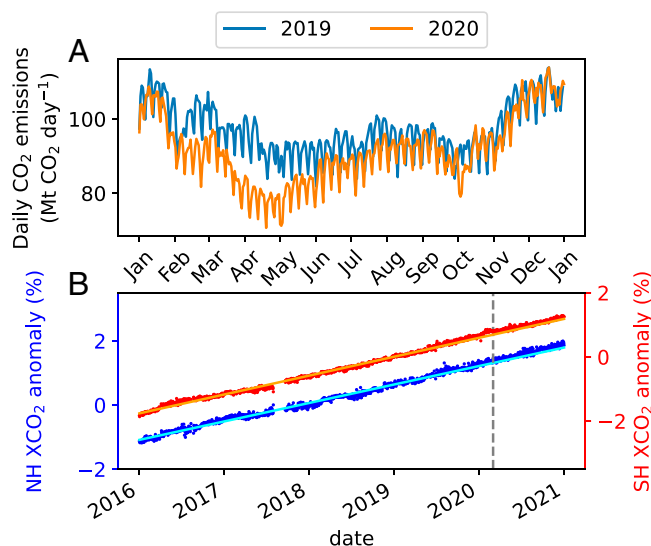 2019 2020
A
Daily CO₂ emissions
(Mt CO₂ day⁻¹)
100
80
Jan Feb Mar Apr May Jun Jul Aug Sep Oct Nov Dec Jan
B
NH XCO₂ anomaly (%)
2
0
−2
SH XCO₂ anomaly (%)
2
0
−2
2016 2017 2018 2019 2020 2021
date